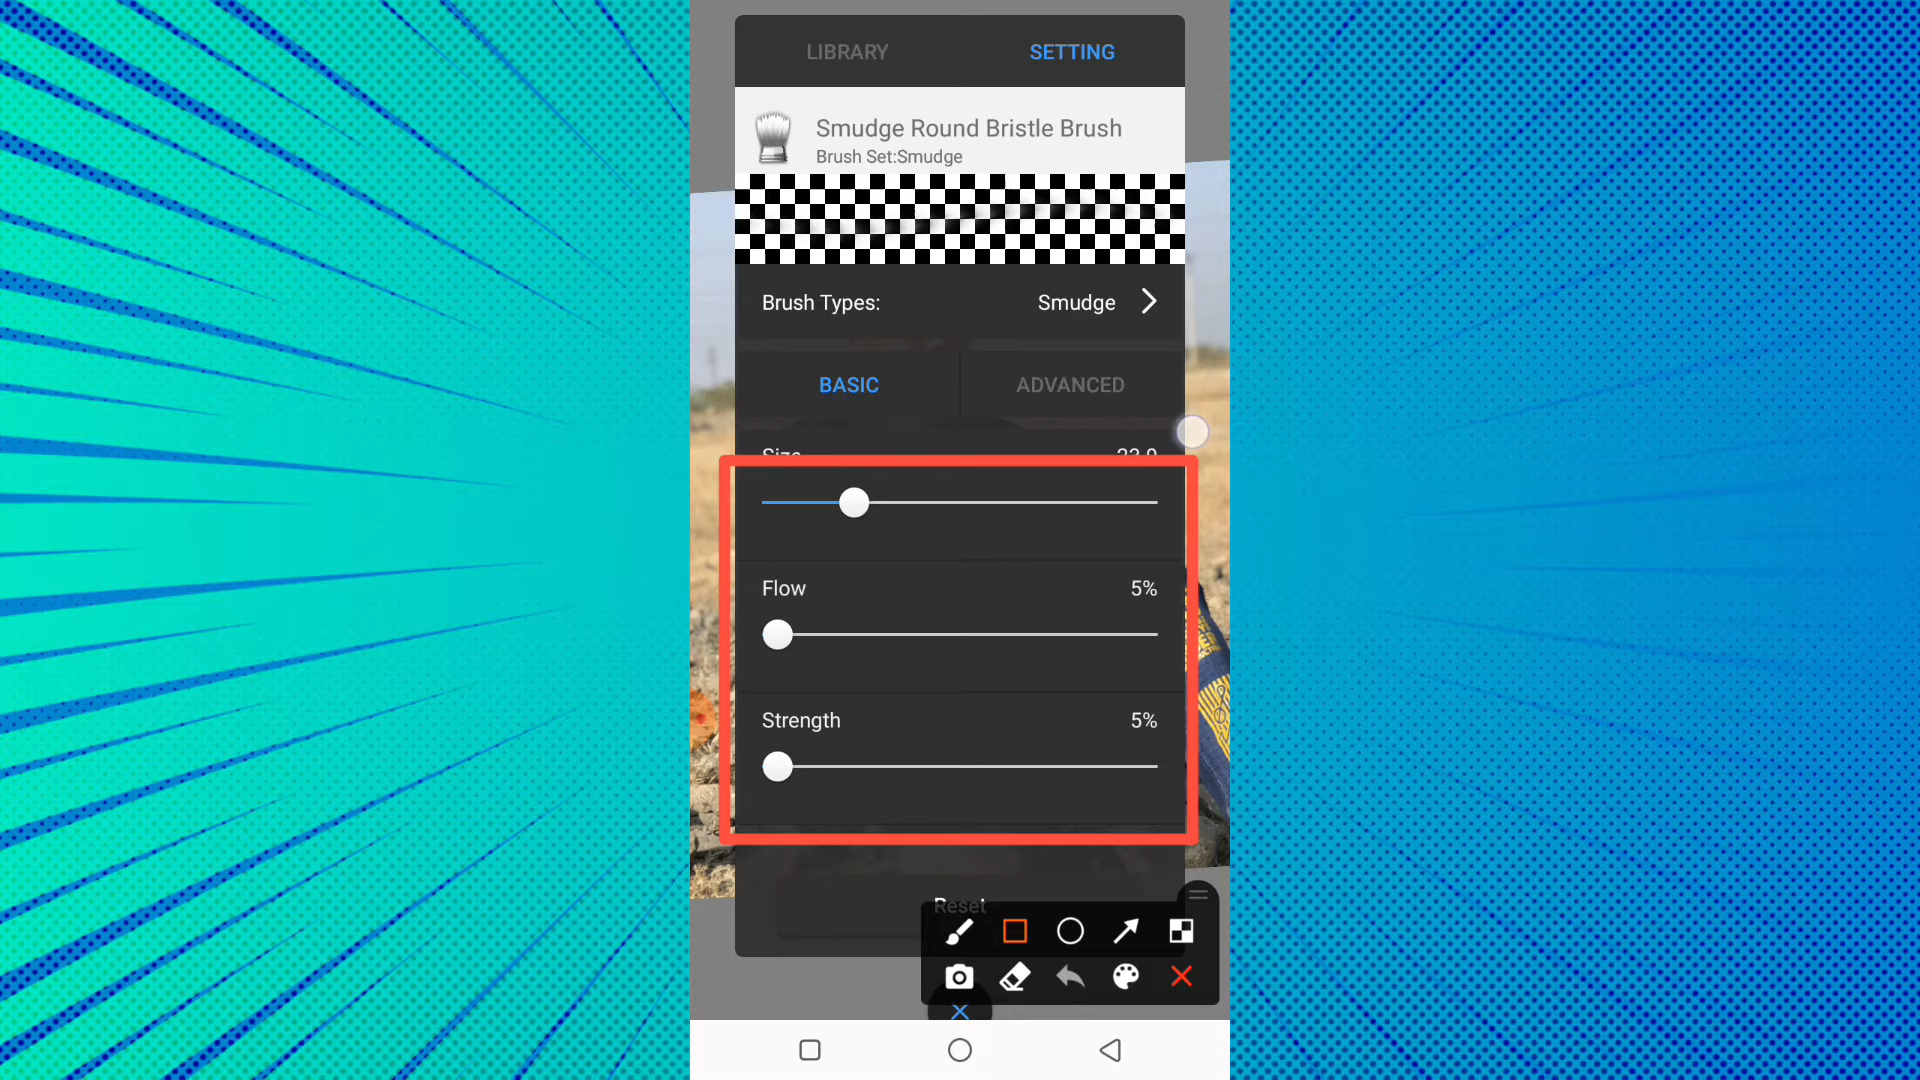 LIBRARY SETTING
Smudge Round Bristle Brush
Brush Set:Smudge
Brush Types: Smudge
BASIC ADVANCED
Size
Flow 5%
Strength 5%
Reset